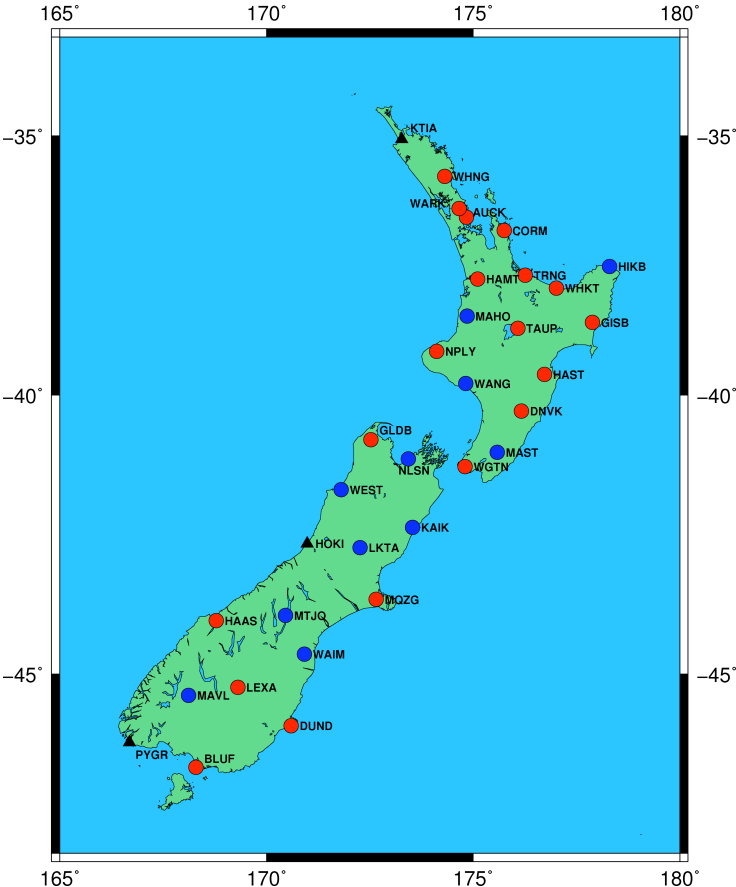 165° 170° 175° 180°
−35° −35°
KTIA
WHNG
WARK
AUCK
CORM
HIKB
HAMT
TRNG
WHKT
MAHO
TAUP
GISB
NPLY
HAST
WANG
−40° −40°
DNVK
GLDB
MAST
NLSN
WGTN
WEST
KAIK
HOKI
LKTA
MQZG
HAAS
MTJO
WAIM
−45° −45°
MAVL
LEXA
DUND
PYGR
BLUF
165° 170° 175° 180°